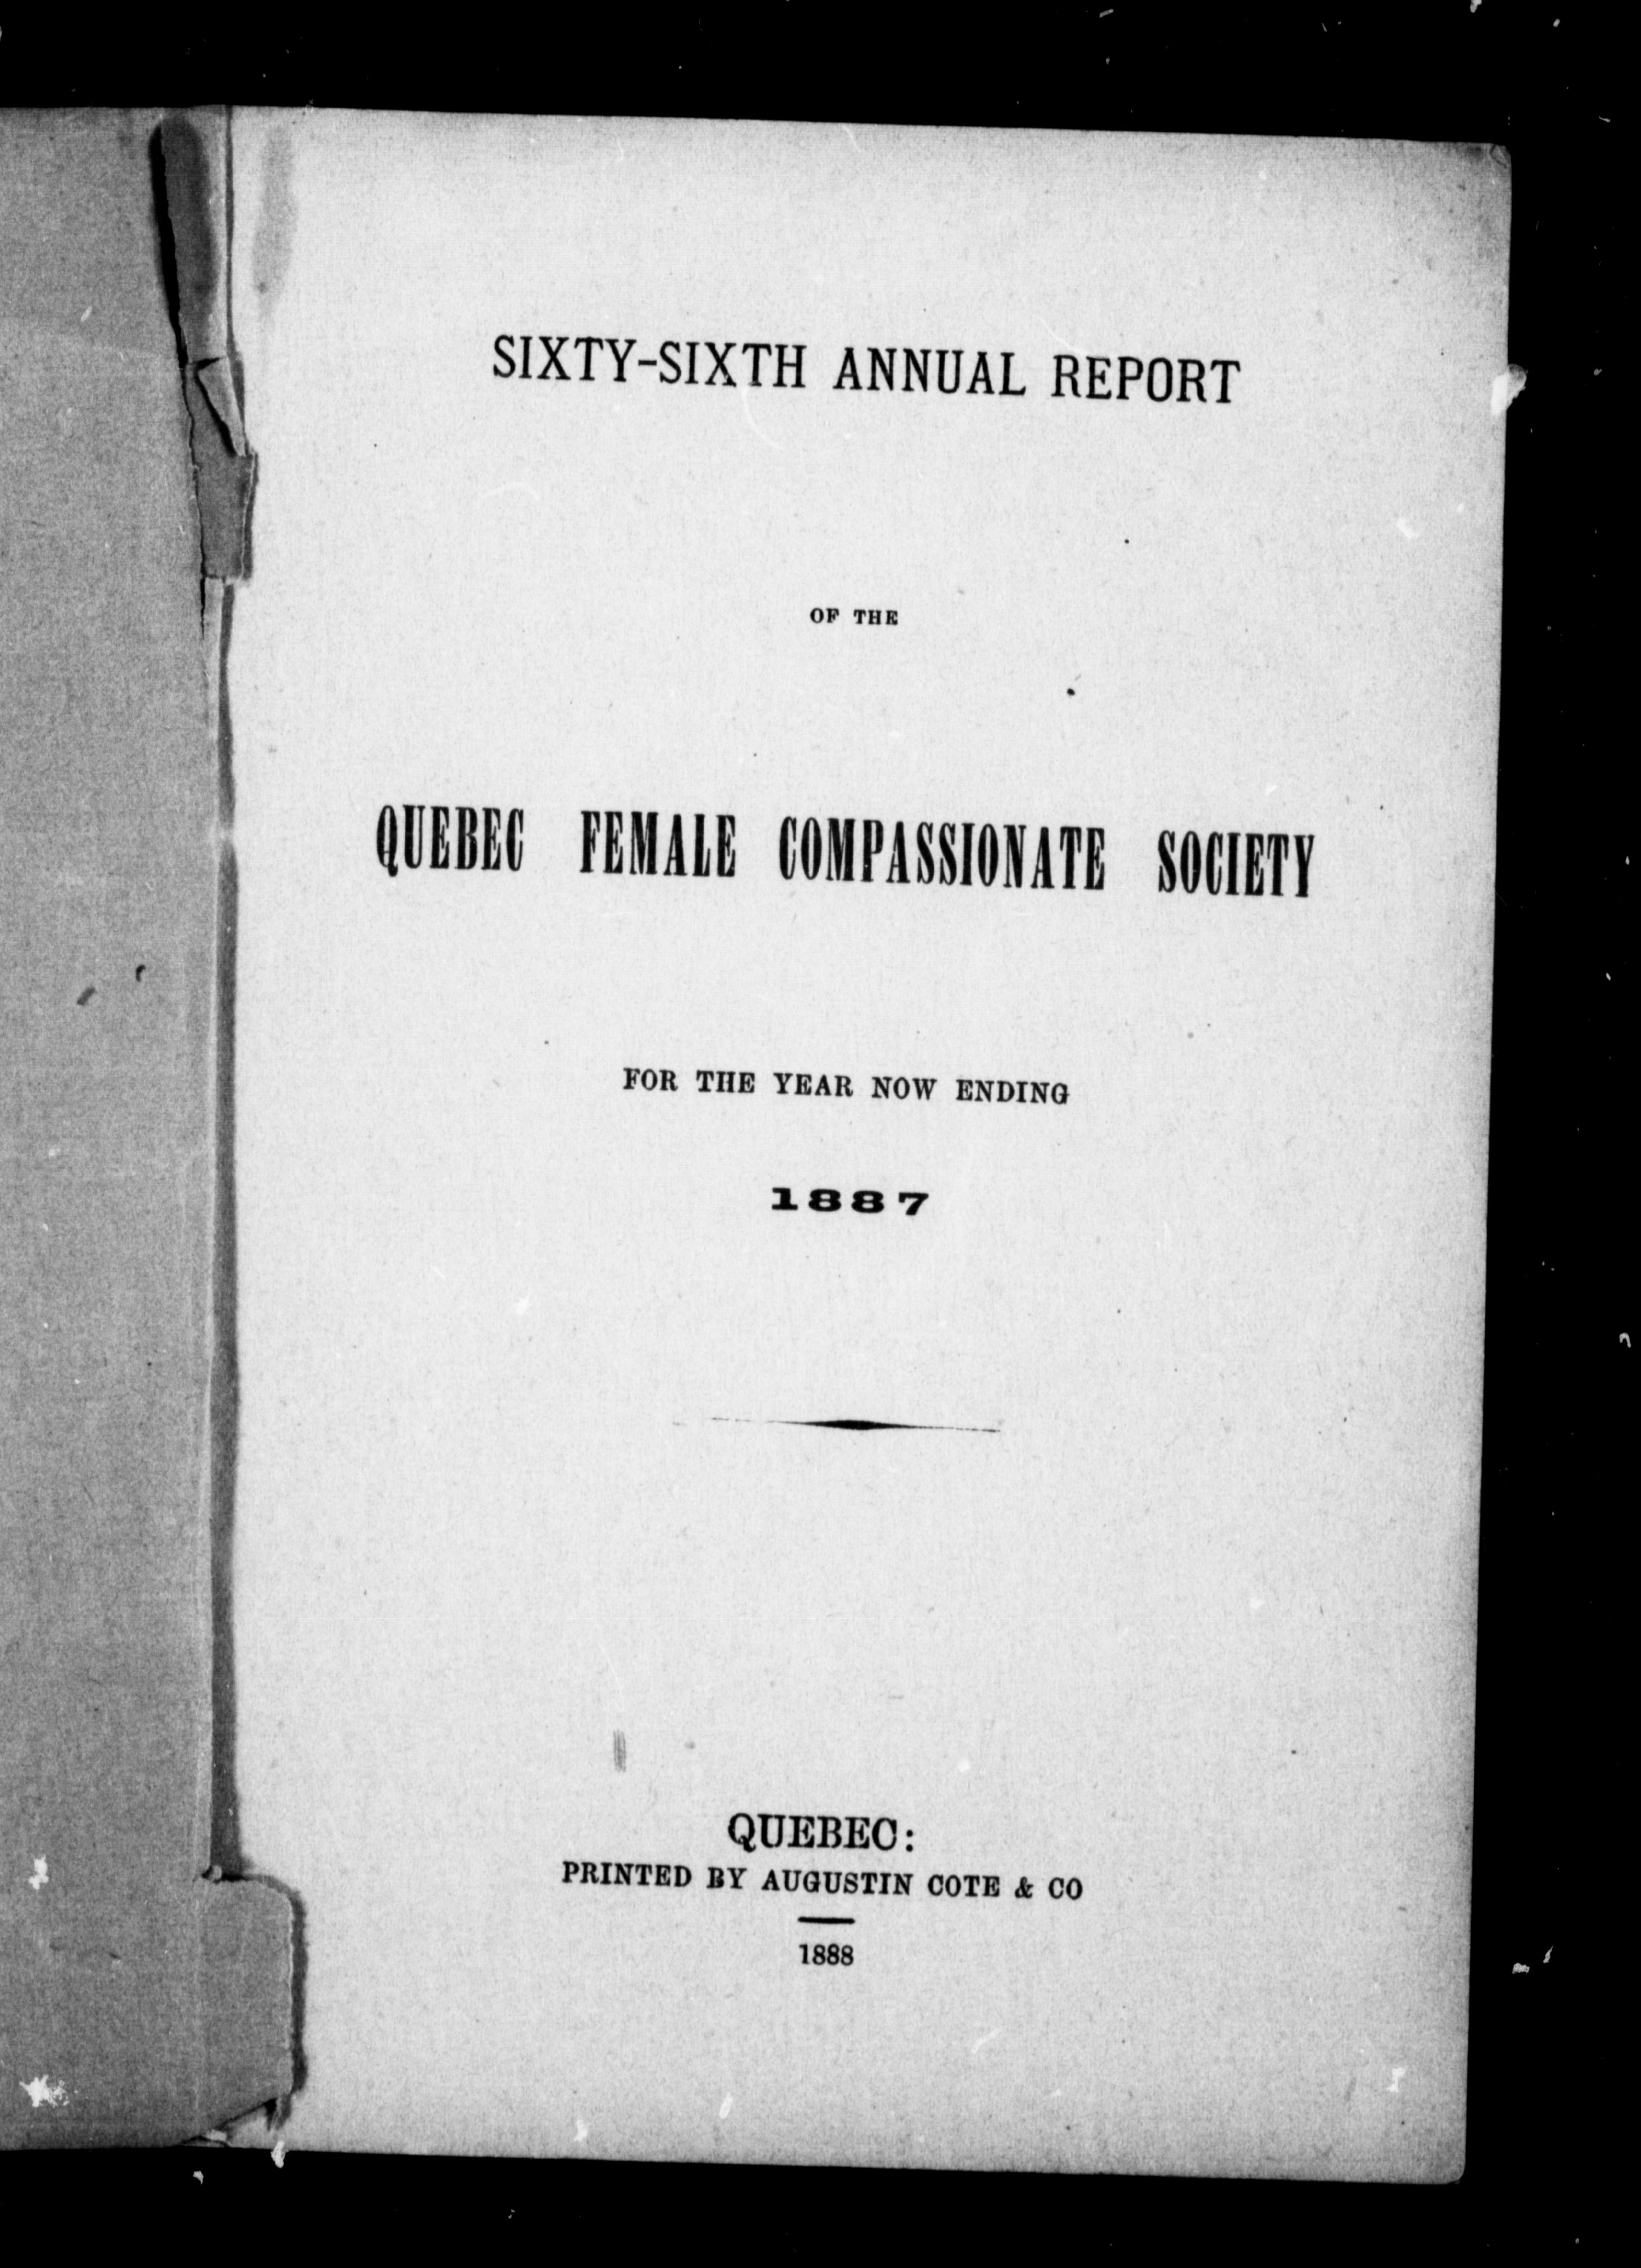 SIXTY-SIXTH ANNUAL REPORT
OF THE
QUEBEC FEMALE COMPASSIONATE SOCIETY
FOR THE YEAR NOW ENDING
1887
QUEBEC:
PRINTED BY AUGUSTIN COTE & CO
1888